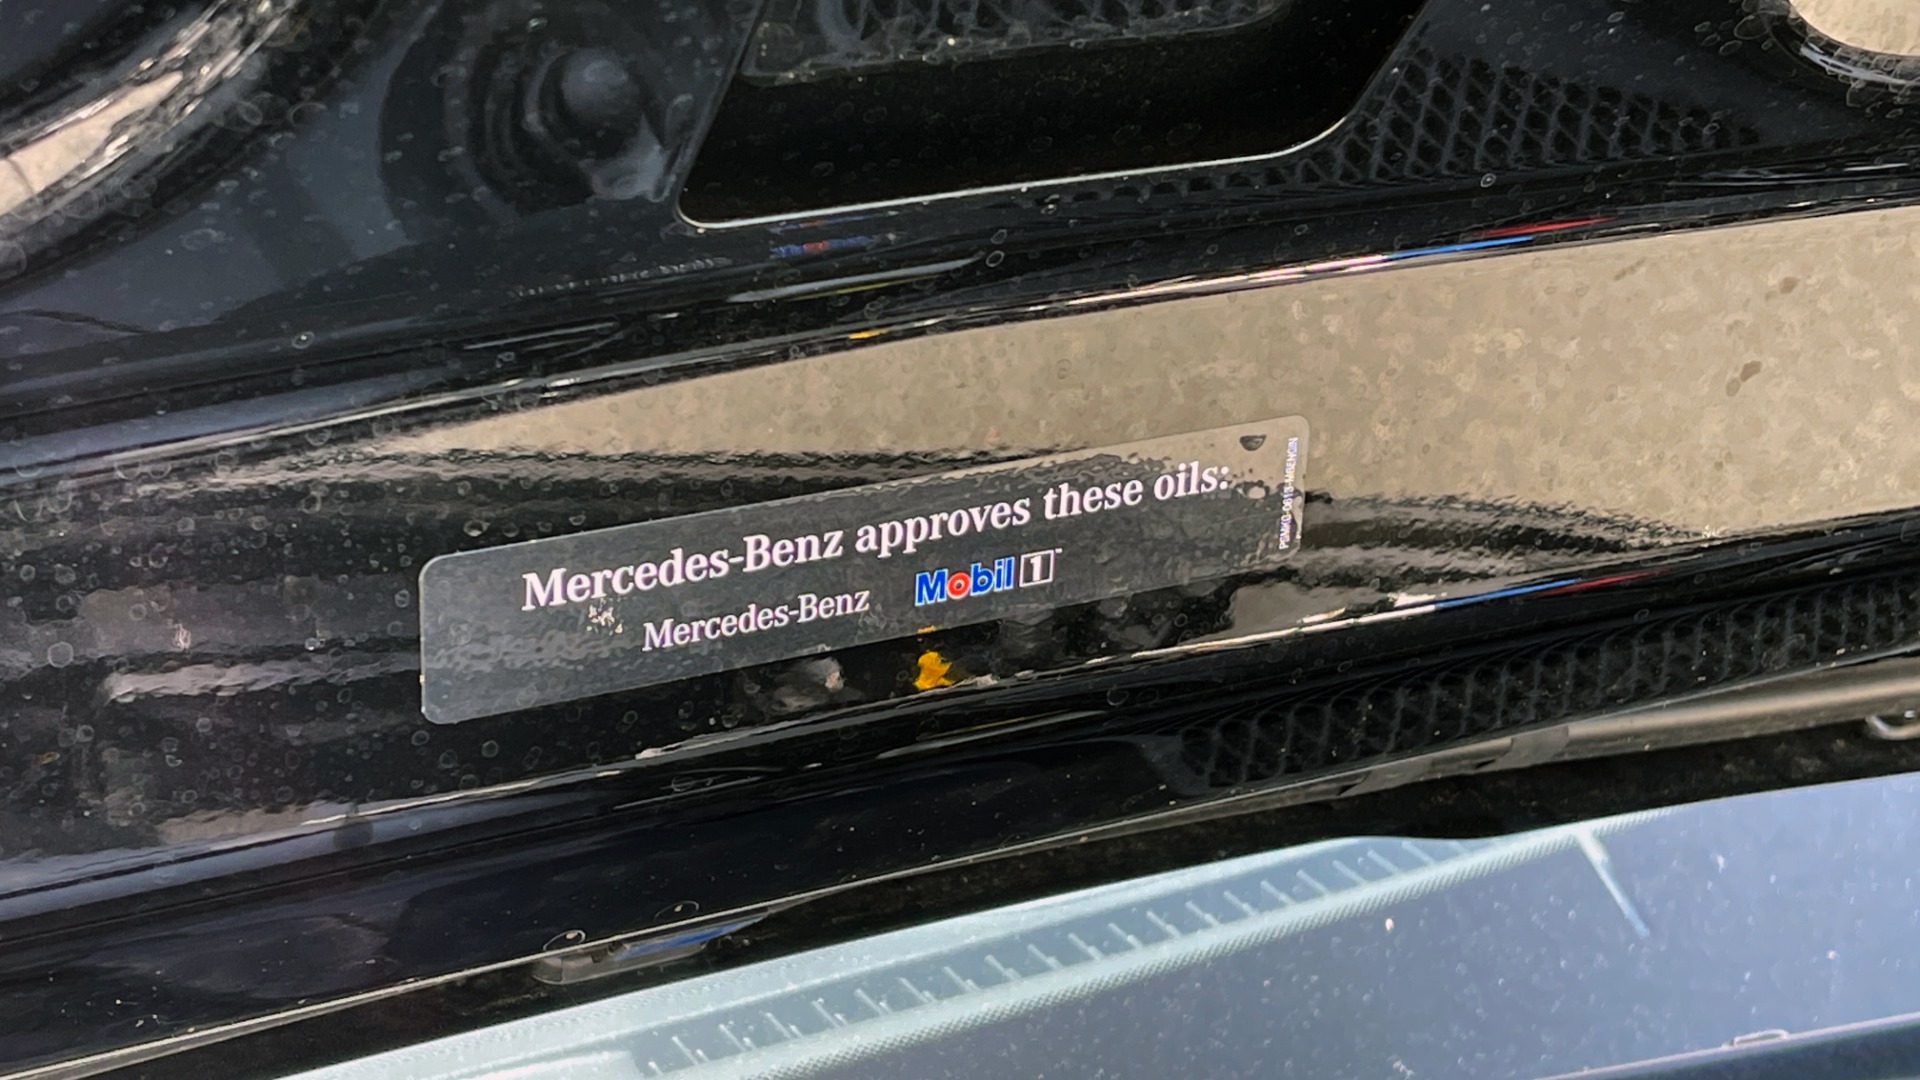 Mercedes-Benz approves these oils:
Mercedes-Benz Mobil 1